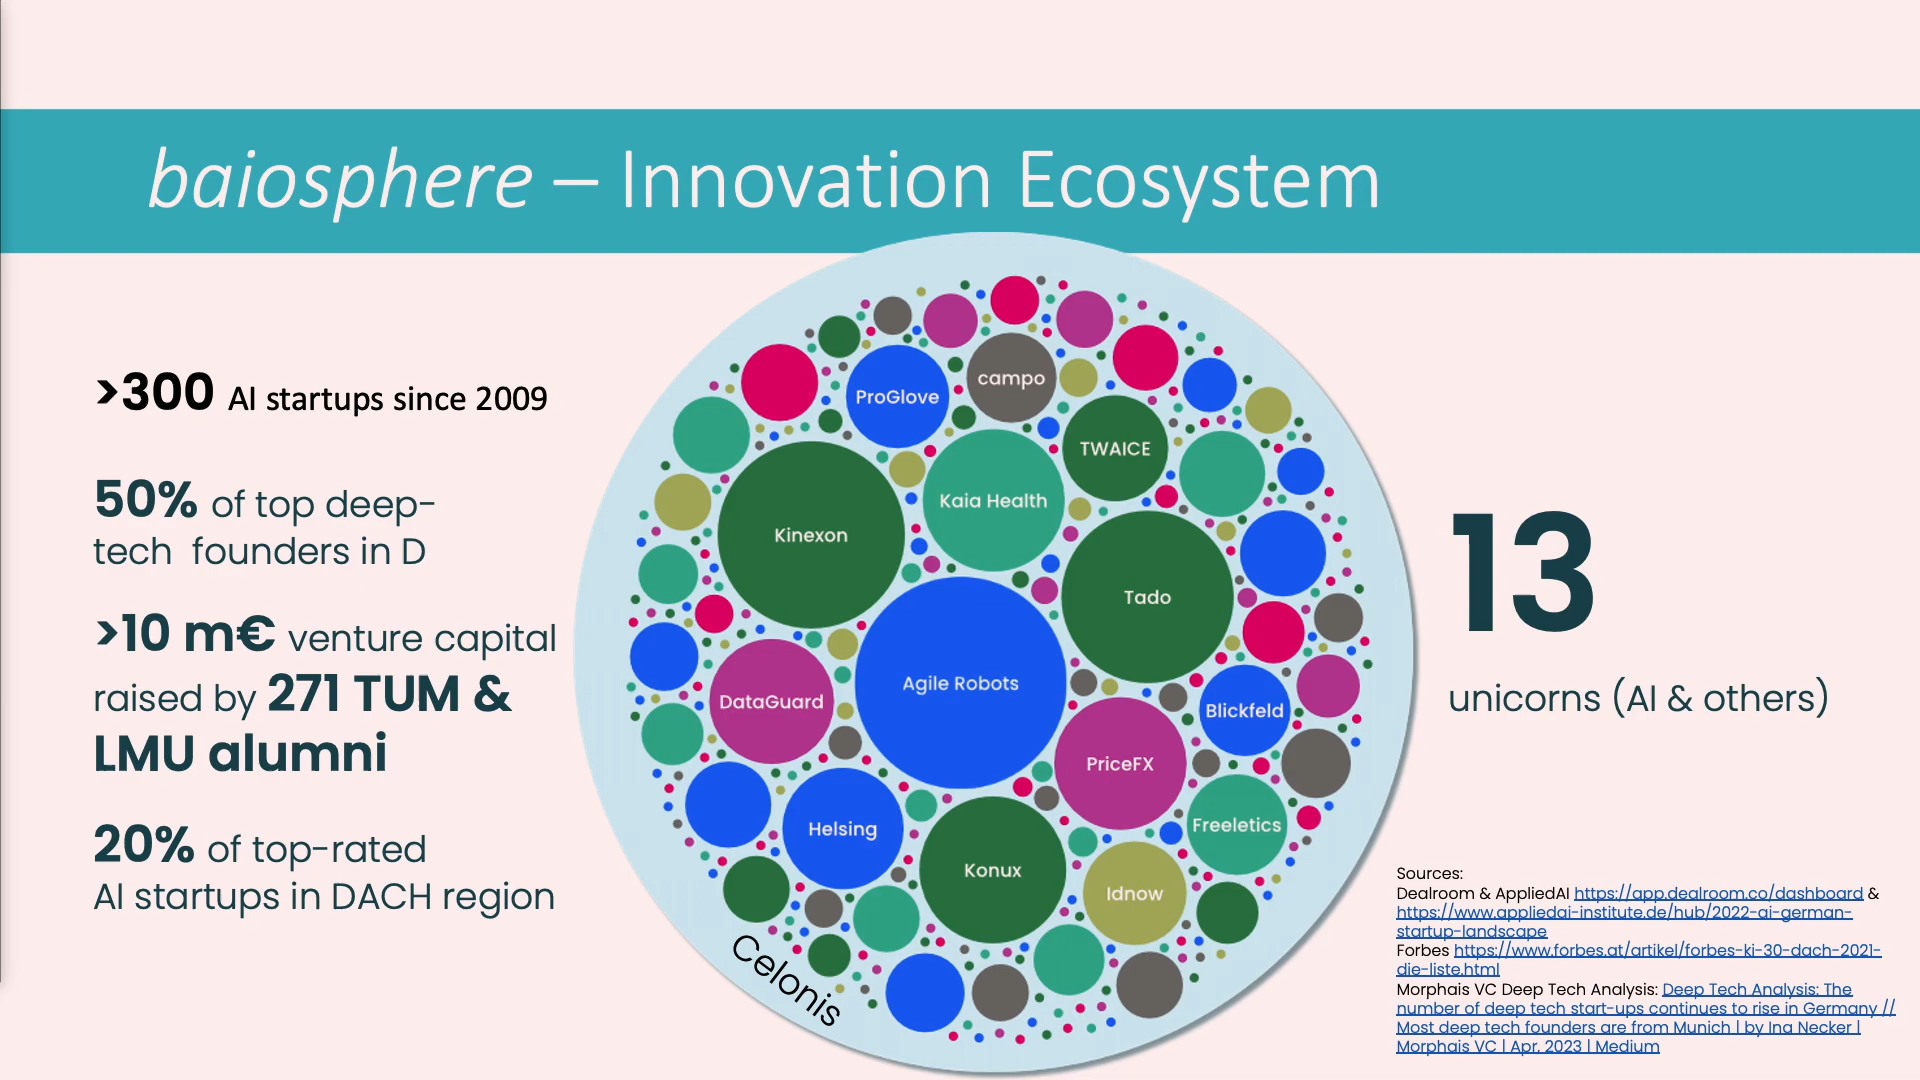 baiosphere – Innovation Ecosystem
>300 AI startups since 2009
50% of top deep-
tech founders in D
>10 m€ venture capital
raised by 271 TUM &
LMU alumni
20% of top-rated
AI startups in DACH region
ProGlove
campo
TWAICE
Kaia Health
Kinexon
Tado
Agile Robots
DataGuard
Blickfeld
PriceFX
Helsing
Freeletics
Konux
Idnow
Celonis
13
unicorns (AI & others)
Sources:
Dealroom & AppliedAI https://app.dealroom.co/dashboard &
https://www.appliedai-institute.de/hub/2022-ai-german-
startup-landscape
Forbes https://www.forbes.at/artikel/forbes-ki-30-dach-2021-
die-liste.html
Morphais VC Deep Tech Analysis: Deep Tech Analysis: The
number of deep tech start-ups continues to rise in Germany //
Most deep tech founders are from Munich | by Ina Necker |
Morphais VC | Apr, 2023 | Medium